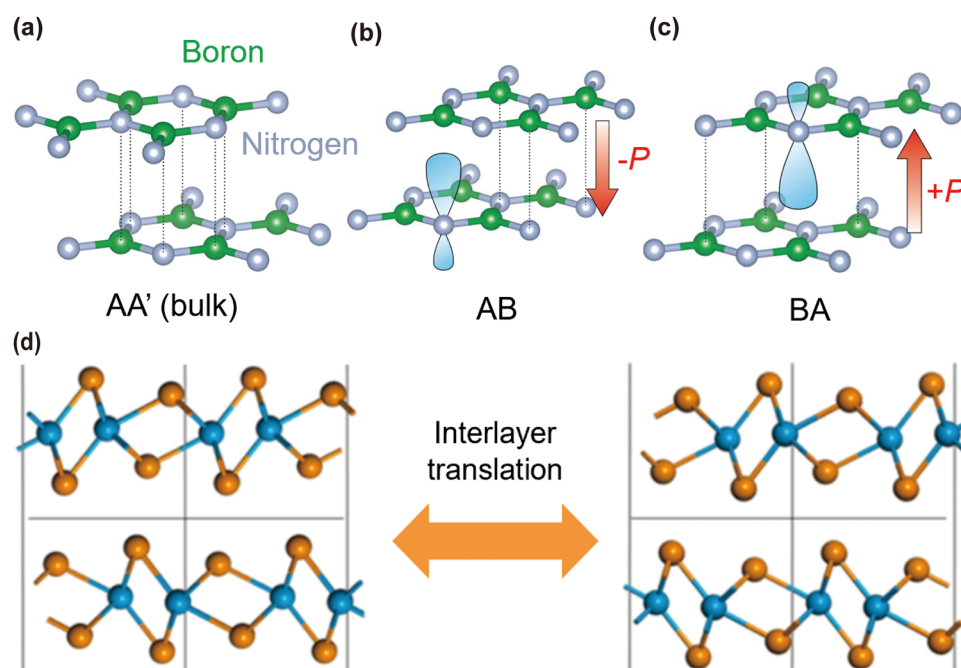 (a)
Boron
Nitrogen
AA' (bulk)
(b)
-P
AB
(c)
+P
BA
(d)
Interlayer
translation